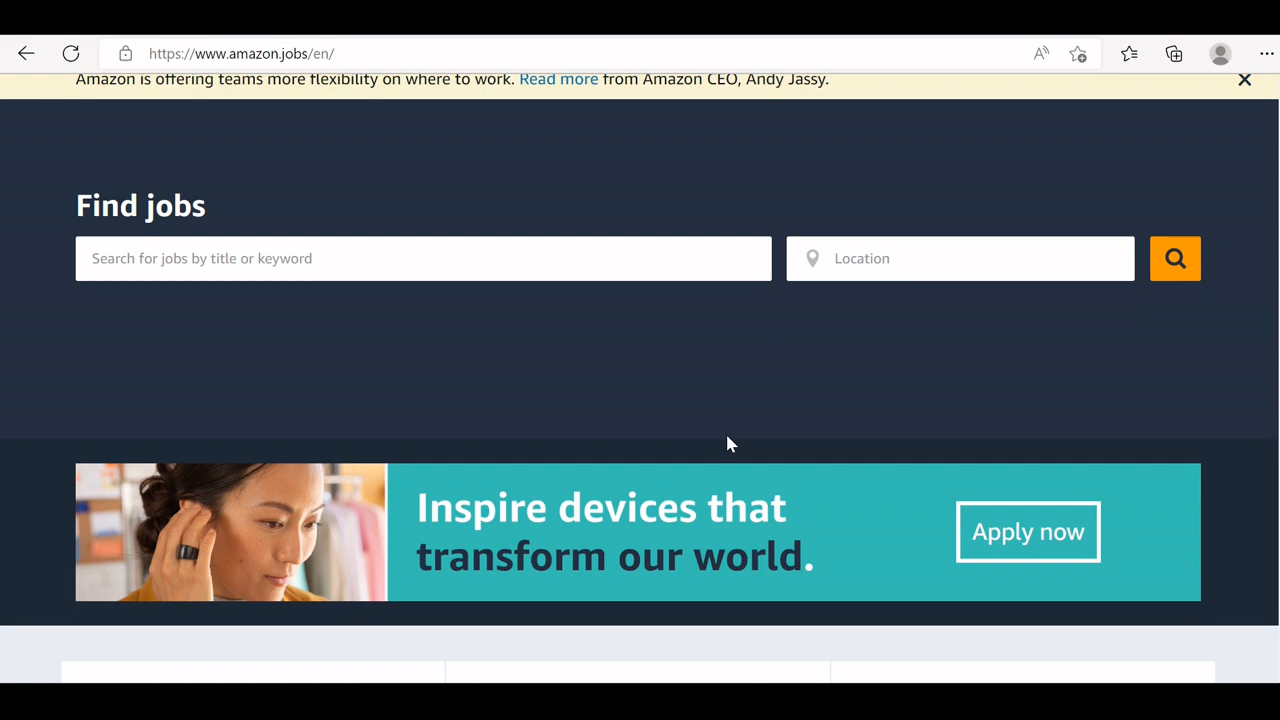 https://www.amazon.jobs/en/
Amazon is offering teams more flexibility on where to work. Read more from Amazon CEO, Andy Jassy.
Find jobs
Search for jobs by title or keyword
Location
Inspire devices that
transform our world.
Apply now